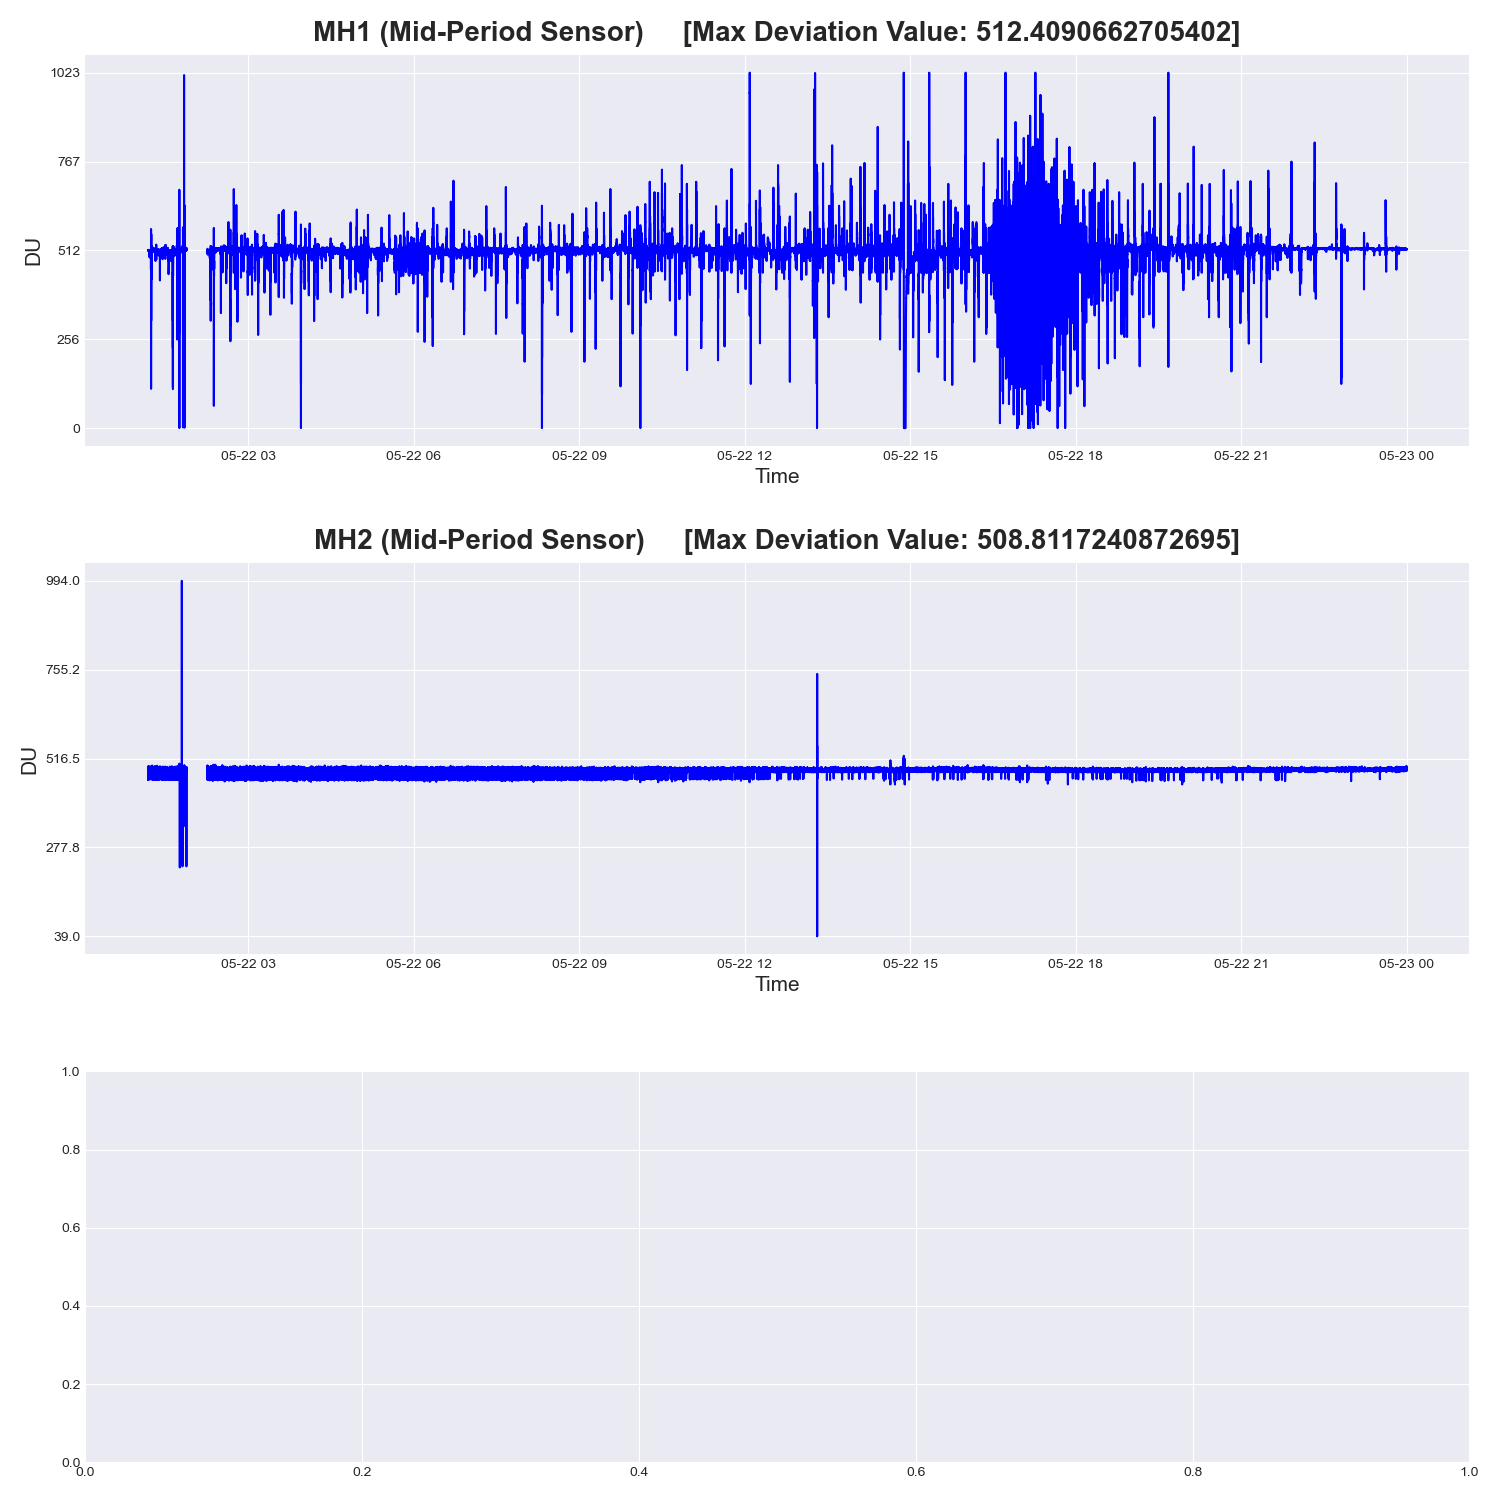 MH1 (Mid-Period Sensor) [Max Deviation Value: 512.4090662705402]
1023
767
512
256
0
DU
05-22 03 05-22 06 05-22 09 05-22 12 05-22 15 05-22 18 05-22 21 05-23 00
Time
MH2 (Mid-Period Sensor) [Max Deviation Value: 508.8117240872695]
994.0
755.2
516.5
277.8
39.0
DU
05-22 03 05-22 06 05-22 09 05-22 12 05-22 15 05-22 18 05-22 21 05-23 00
Time
1.0
0.8
0.6
0.4
0.2
0.0
0.0 0.2 0.4 0.6 0.8 1.0